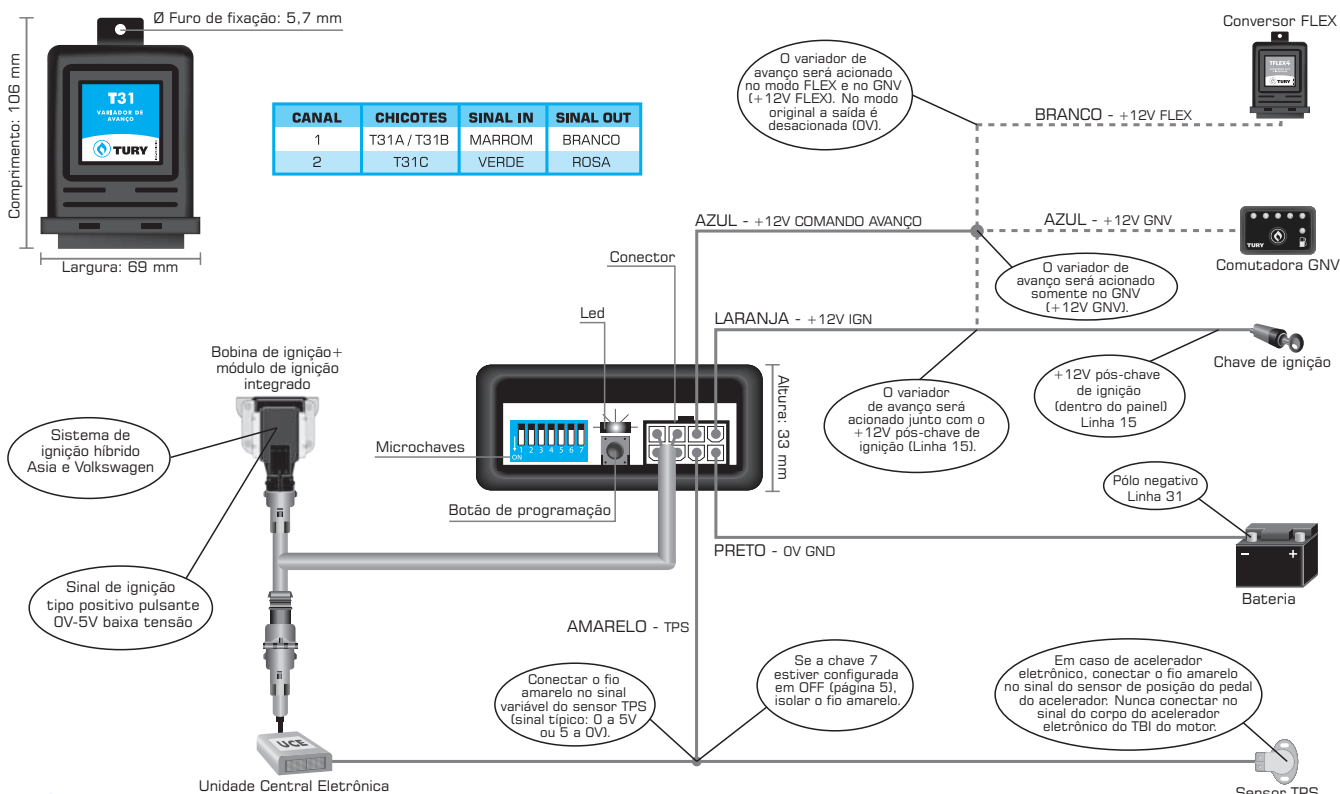 Ø Furo de fixação: 5,7 mm
Comprimento: 106 mm
T31
VARIADOR DE
AVANÇO
TURY
Largura: 69 mm
CANAL CHICOTES SINAL IN SINAL OUT
1 T31A / T31B MARROM BRANCO
2 T31C VERDE ROSA
Conversor FLEX
TFLEX4
TURY
O variador de
avanço será acionado
no modo FLEX e no GNV
(+12V FLEX). No modo
original a saída é
desacionada (0V).
BRANCO - +12V FLEX
AZUL - +12V COMANDO AVANÇO
AZUL - +12V GNV
TURY
Comutadora GNV
O variador de
avanço será acionado
somente no GNV
(+12V GNV).
Conector
Led
LARANJA - +12V IGN
Chave de ignição
+12V pós-chave
de ignição
(dentro do painel)
Linha 15
O variador
de avanço será
acionado junto com o
+12V pós-chave de
ignição (Linha 15).
Altura: 33 mm
Bobina de ignição+
módulo de ignição
integrado
Sistema de
ignição híbrido
Asia e Volkswagen
Microchaves
ON
1 2 3 4 5 6 7
Botão de programação
Pólo negativo
Linha 31
PRETO - 0V GND
- +
Bateria
Sinal de ignição
tipo positivo pulsante
0V-5V baixa tensão
AMARELO - TPS
Conectar o fio
amarelo no sinal
variável do sensor TPS
(sinal típico: 0 a 5V
ou 5 a 0V).
Se a chave 7
estiver configurada
em OFF (página 5),
isolar o fio amarelo.
Em caso de acelerador
eletrônico, conectar o fio amarelo
no sinal do sensor de posição do pedal
do acelerador. Nunca conectar no
sinal do corpo do acelerador
eletrônico do TBI do motor.
UCE
Unidade Central Eletrônica
Sensor TPS